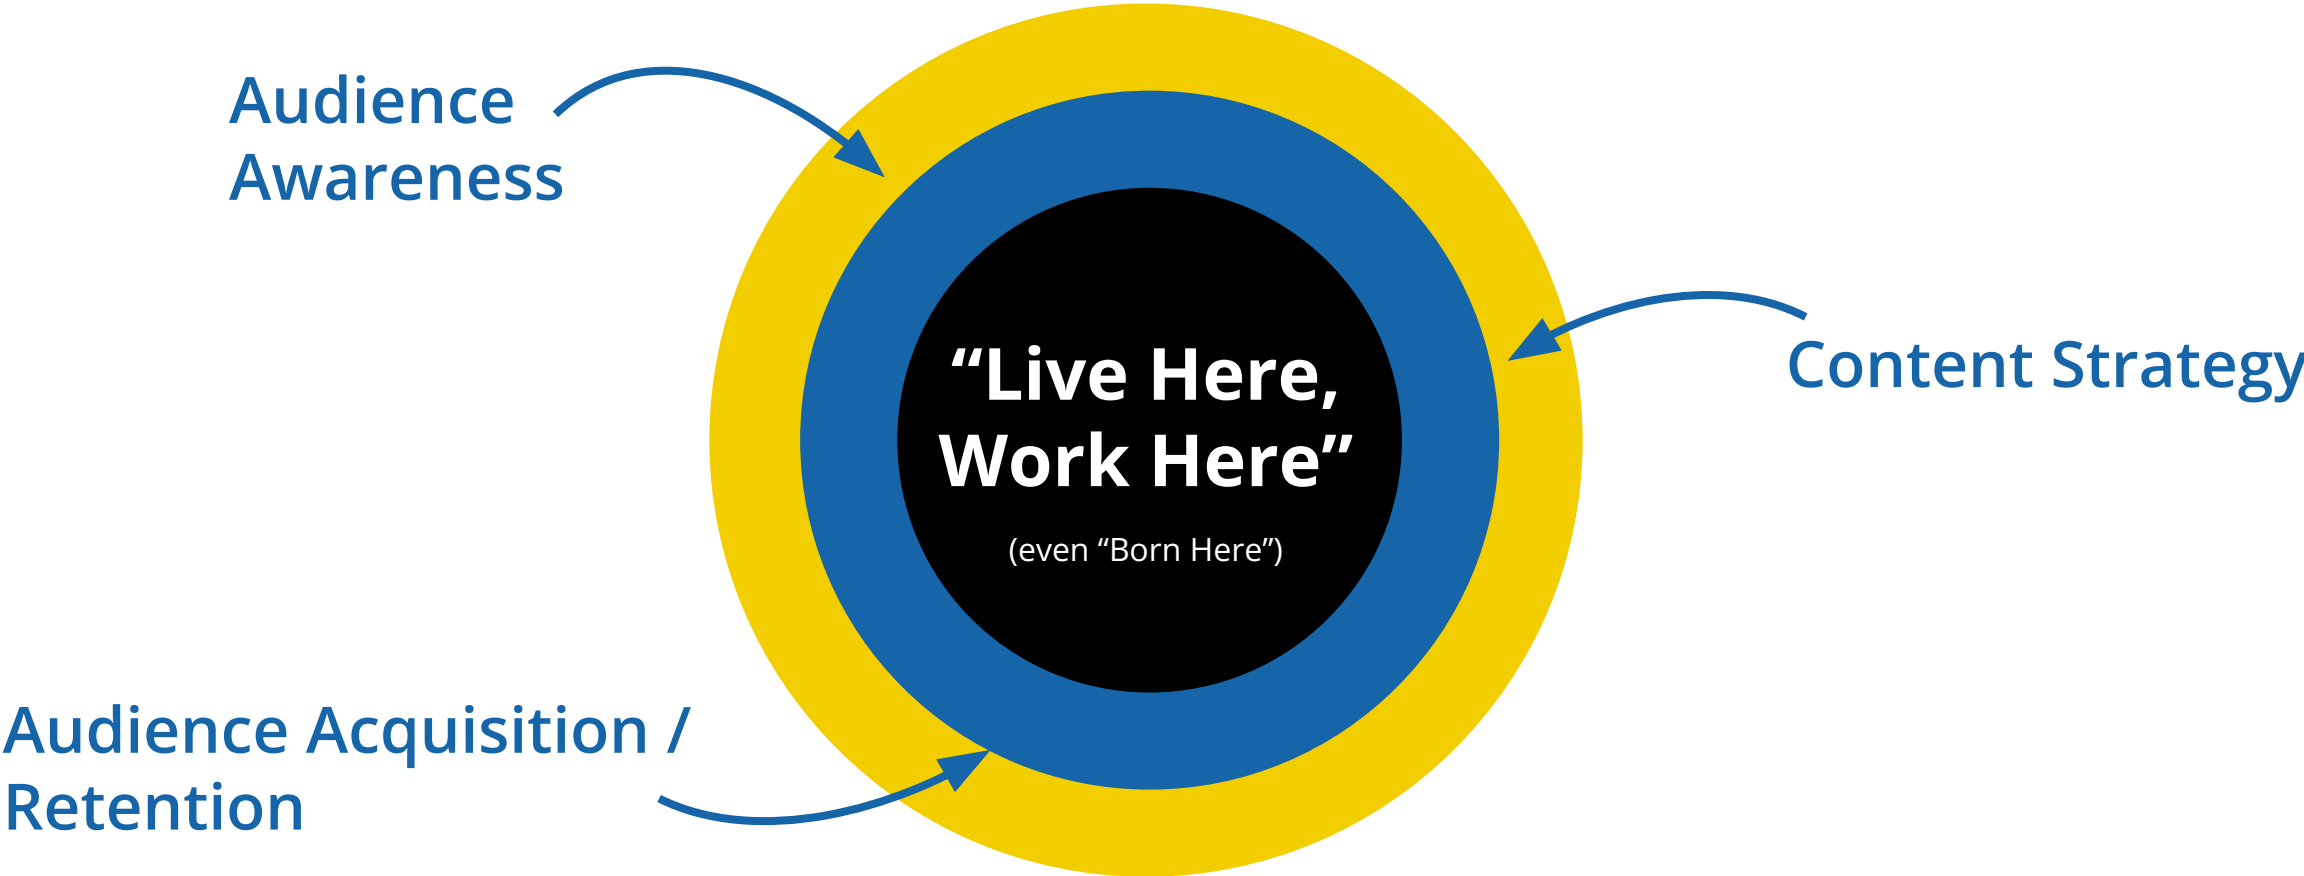 Audience
Awareness
“Live Here,
Work Here”
(even “Born Here”)
Content Strategy
Audience Acquisition /
Retention